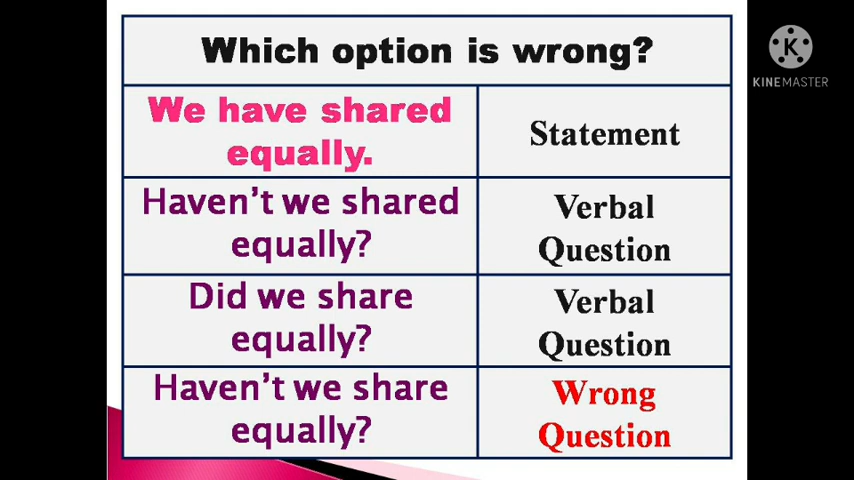 Which option is wrong?
K
KINEMASTER
We have shared
equally.
Statement
Haven't we shared
equally?
Verbal
Question
Did we share
equally?
Verbal
Question
Haven't we share
equally?
Wrong
Question